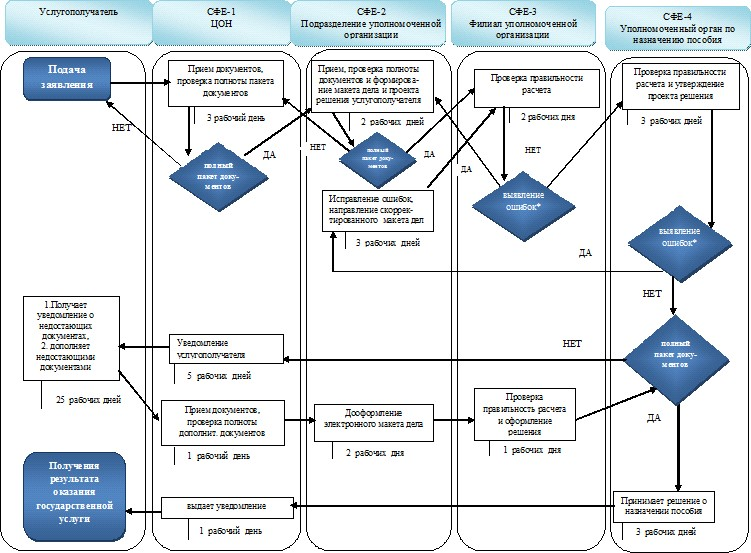 Услугополучатель
СФЕ-1
ЦОН
СФЕ-2
Подразделение уполномоченной
организации
СФЕ-3
Филиал уполномоченной
организации
СФЕ-4
Уполномоченный орган по
назначению пособия
Подача
заявления
Прием документов,
проверка полноты пакета
документов
3 рабочий день
Прием, проверка полноты
документов и формирова-
ние макета дела и проекта
решения услугополучателя
2 рабочих дней
Проверка правильности
расчета
2 рабочих дня
Проверка правильности
расчета и утверждение
проекта решения
3 рабочих дней
НЕТ
ДА
НЕТ
ДА
ДА
НЕТ
полный
пакет доку-
ментов
полный
пакет доку-
ментов
выявление
ошибок*
Исправление ошибок,
направление скоррек-
тированного макета дел
3 рабочих дней
выявление
ошибок*
ДА
НЕТ
1.Получает
уведомление о
недостающих
документах,
2. дополняет
недостающими
документами
25 рабочих дней
Уведомление
услугополучателя
5 рабочих дней
НЕТ
полный
пакет доку-
ментов
ДА
Прием документов,
проверка полноты
дополнит. документов
1 рабочий день
Дооформление
электронного макета дела
2 рабочих дня
Проверка
правильность расчета
и оформление
решения
1 рабочих дня
Получения
результата
оказания
государственной
услуги
выдает уведомление
1 рабочий день
Принимает решение о
назначении пособия
3 рабочих дней